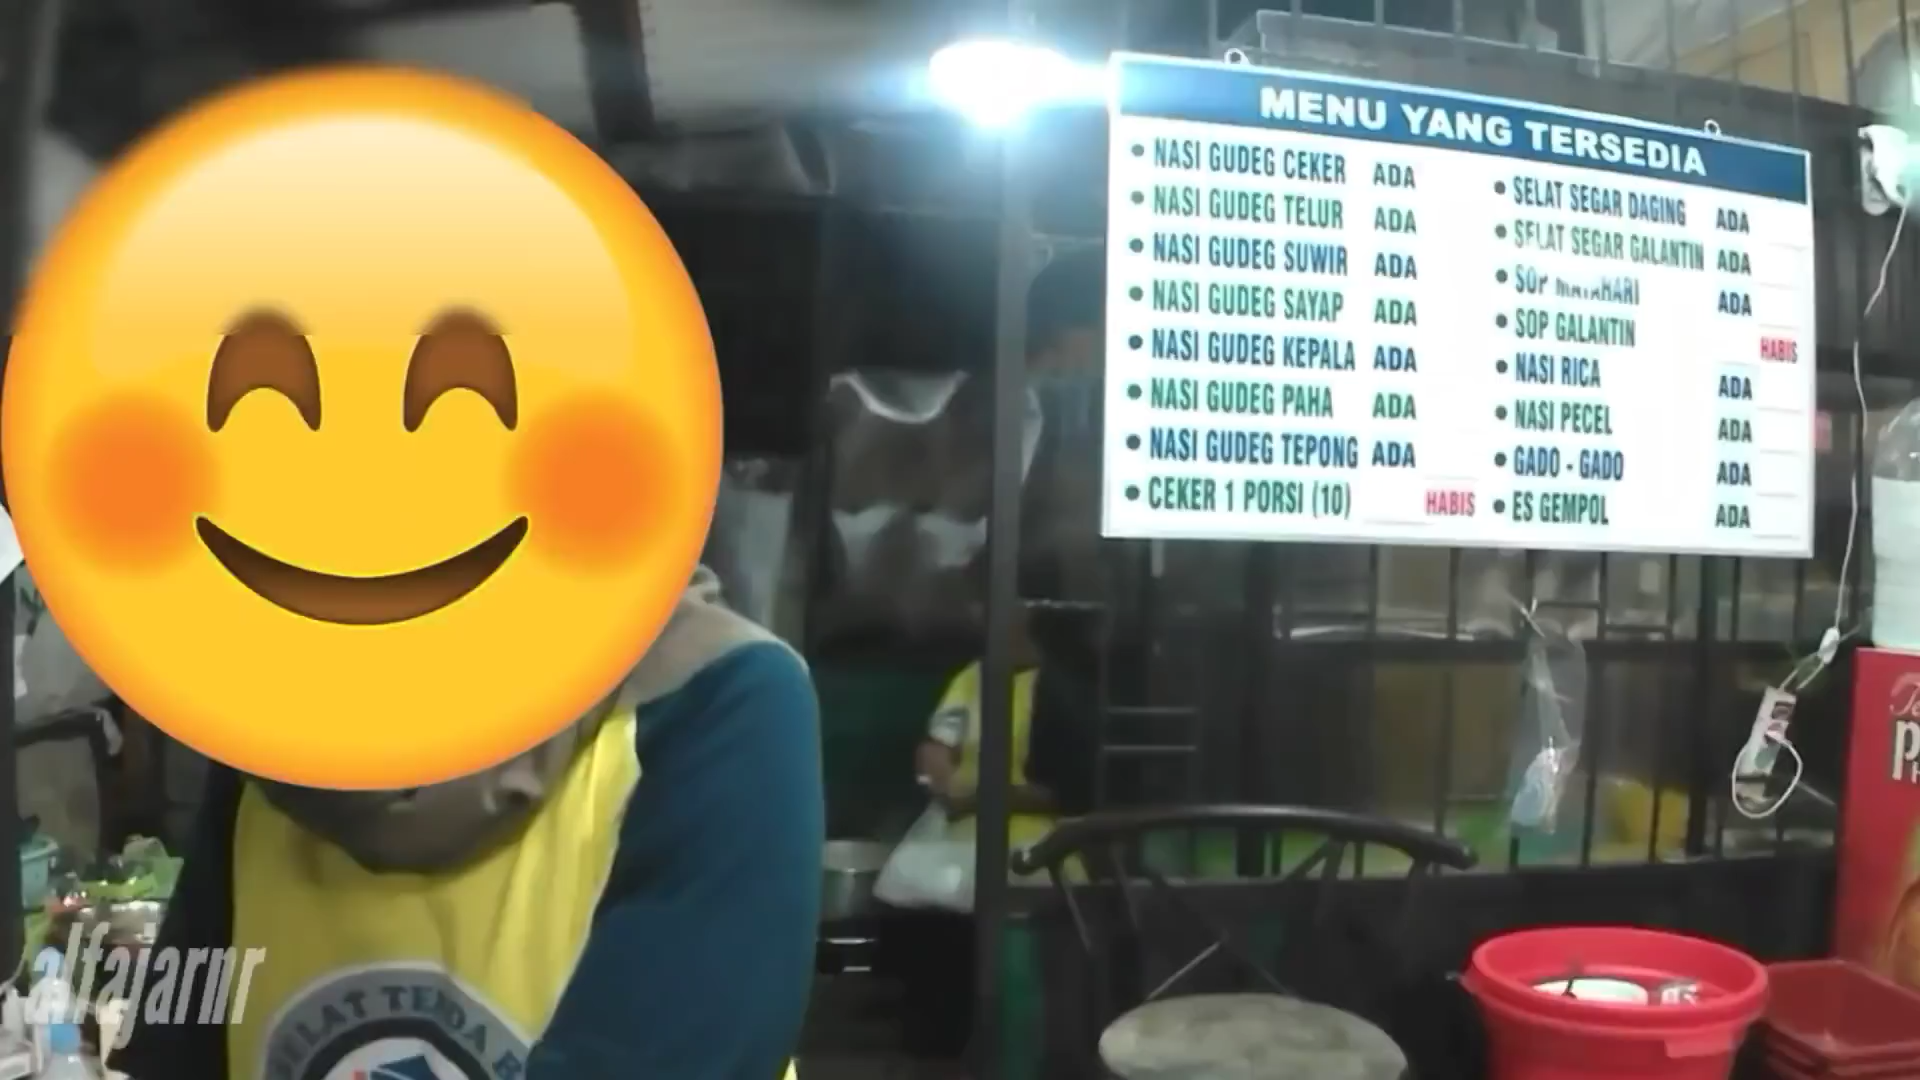 MENU YANG TERSEDIA
• NASI GUDEG CEKER ADA
• NASI GUDEG TELUR ADA
• NASI GUDEG SUWIR ADA
• NASI GUDEG SAYAP ADA
• NASI GUDEG KEPALA ADA
• NASI GUDEG PAHA ADA
• NASI GUDEG TEPONG ADA
• CEKER 1 PORSI (10) HABIS
• SELAT SEGAR DAGING ADA
• SELAT SEGAR GALANTIN ADA
• SOP MATAHARI ADA
• SOP GALANTIN HABIS
• NASI RICA ADA
• NASI PECEL ADA
• GADO - GADO ADA
• ES GEMPOL ADA
alfajarnr
SELAT TENDA B